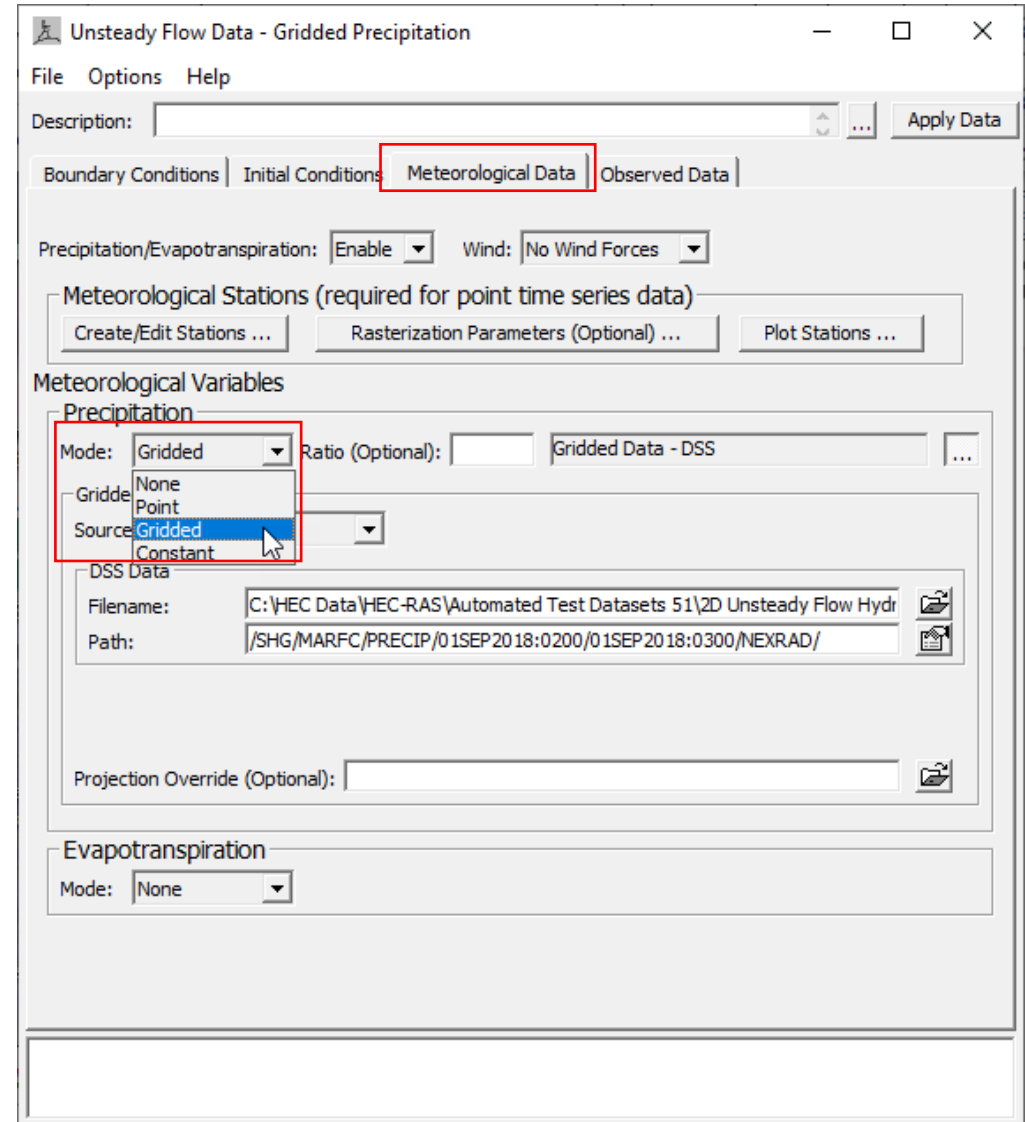 Unsteady Flow Data - Gridded Precipitation
File Options Help
Description: ... Apply Data
Boundary Conditions Initial Conditions Meteorological Data Observed Data
Precipitation/Evapotranspiration: Enable Wind: No Wind Forces
Meteorological Stations (required for point time series data)
Create/Edit Stations ... Rasterization Parameters (Optional) ... Plot Stations ...
Meteorological Variables
Precipitation
Mode: Gridded Ratio (Optional): Gridded Data - DSS ...
None
Point
Source Gridded
Constant
DSS Data
Filename: C:\HEC Data\HEC-RAS\Automated Test Datasets 51\2D Unsteady Flow Hydr
Path: /SHG/MARFC/PRECIP/01SEP2018:0200/01SEP2018:0300/NEXRAD/
Projection Override (Optional):
Evapotranspiration
Mode: None